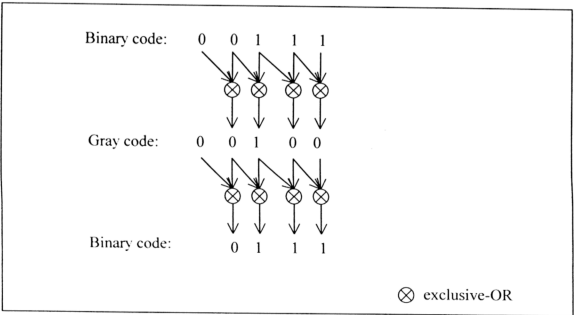 Binary code: 0 0 1 1 1
Gray code: 0 0 1 0 0
Binary code: 0 1 1 1
⊗ exclusive-OR